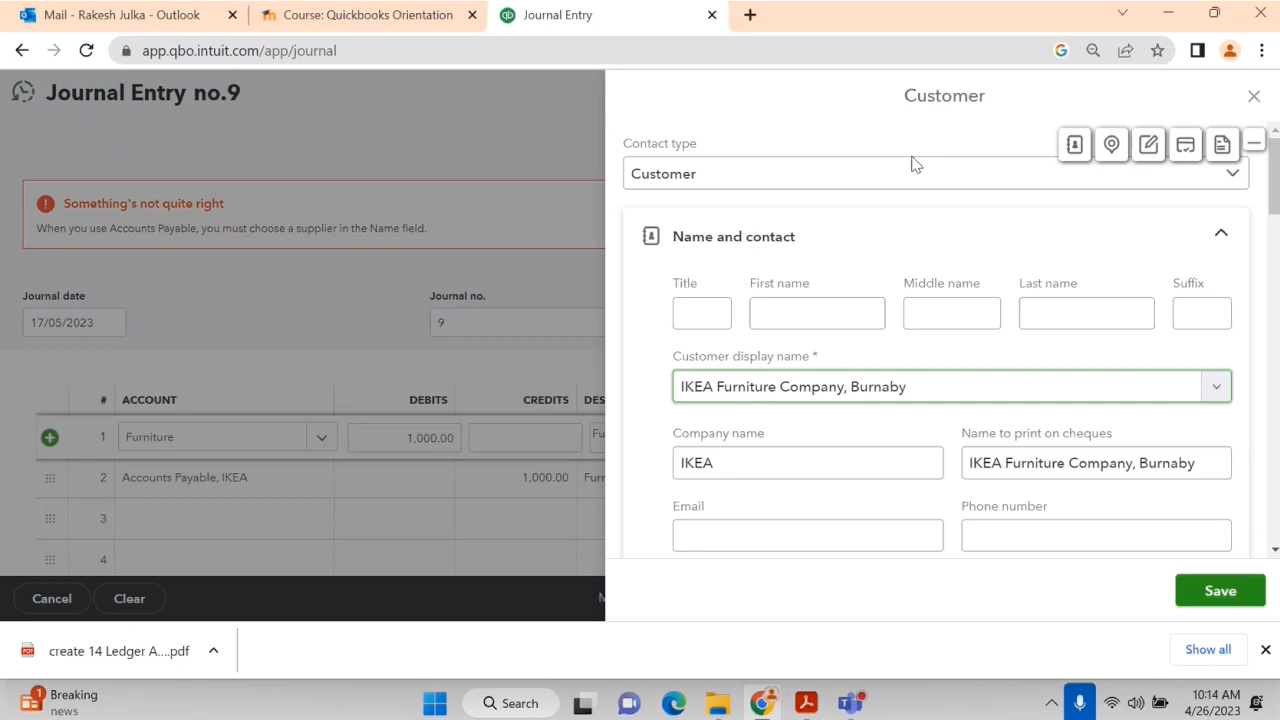 Mail - Rakesh Julka - Outlook
Course: Quickbooks Orientation
Journal Entry
app.qbo.intuit.com/app/journal
Journal Entry no.9
Something's not quite right
When you use Accounts Payable, you must choose a supplier in the Name field.
Journal date
Journal no.
17/05/2023
9
# ACCOUNT DEBITS CREDITS DES
1 Furniture 1,000.00 Fu
2 Accounts Payable, IKEA 1,000.00 Furn
3
4
Cancel
Clear
M
Customer
Contact type
Customer
Name and contact
Title First name Middle name Last name Suffix
Customer display name *
IKEA Furniture Company, Burnaby
Company name Name to print on cheques
IKEA IKEA Furniture Company, Burnaby
Email Phone number
Save
create 14 Ledger A....pdf
Show all
1
Breaking
news
Search
10:14 AM
4/26/2023